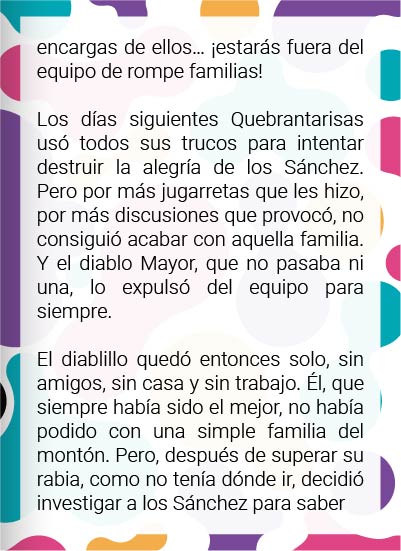 encargas de ellos… ¡estarás fuera del
equipo de rompe familias!
Los días siguientes Quebrantarisas
usó todos sus trucos para intentar
destruir la alegría de los Sánchez.
Pero por más jugarretas que les hizo,
por más discusiones que provocó, no
consiguió acabar con aquella familia.
Y el diablo Mayor, que no pasaba ni
una, lo expulsó del equipo para
siempre.
El diablillo quedó entonces solo, sin
amigos, sin casa y sin trabajo. Él, que
siempre había sido el mejor, no había
podido con una simple familia del
montón. Pero, después de superar su
rabia, como no tenía dónde ir, decidió
investigar a los Sánchez para saber